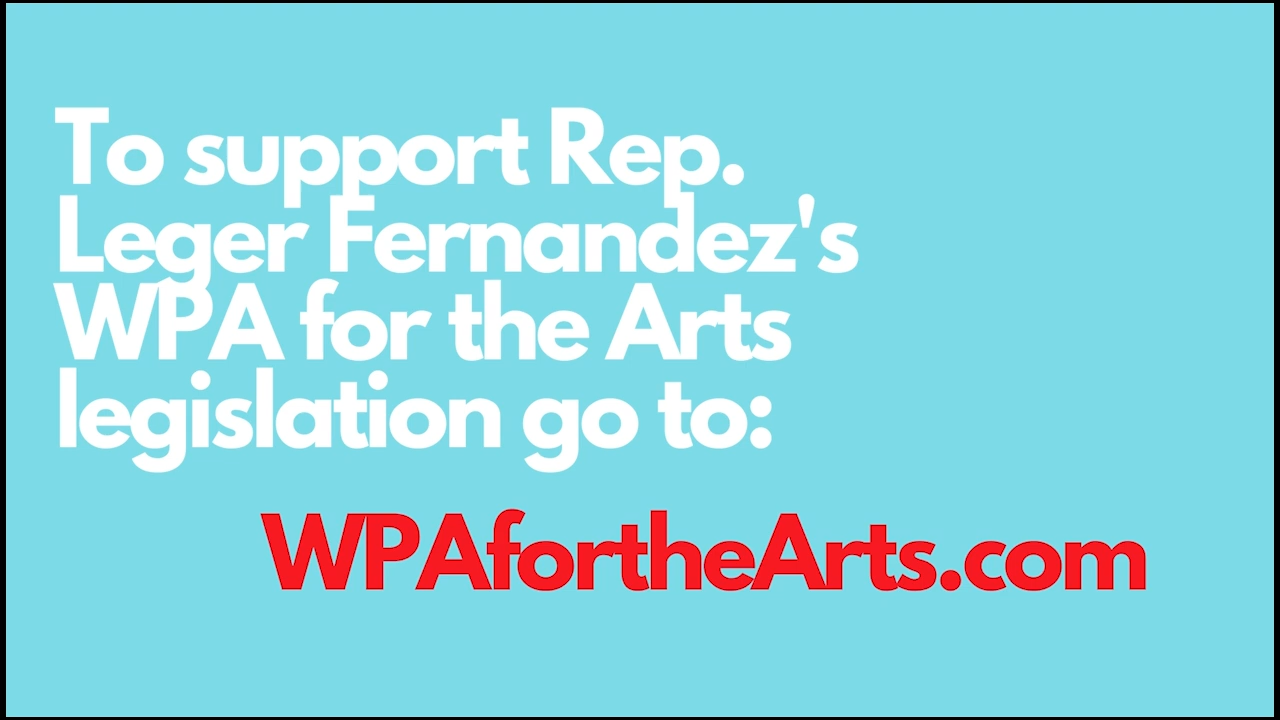 To support Rep.
Leger Fernandez's
WPA for the Arts
legislation go to:
WPAfortheArts.com